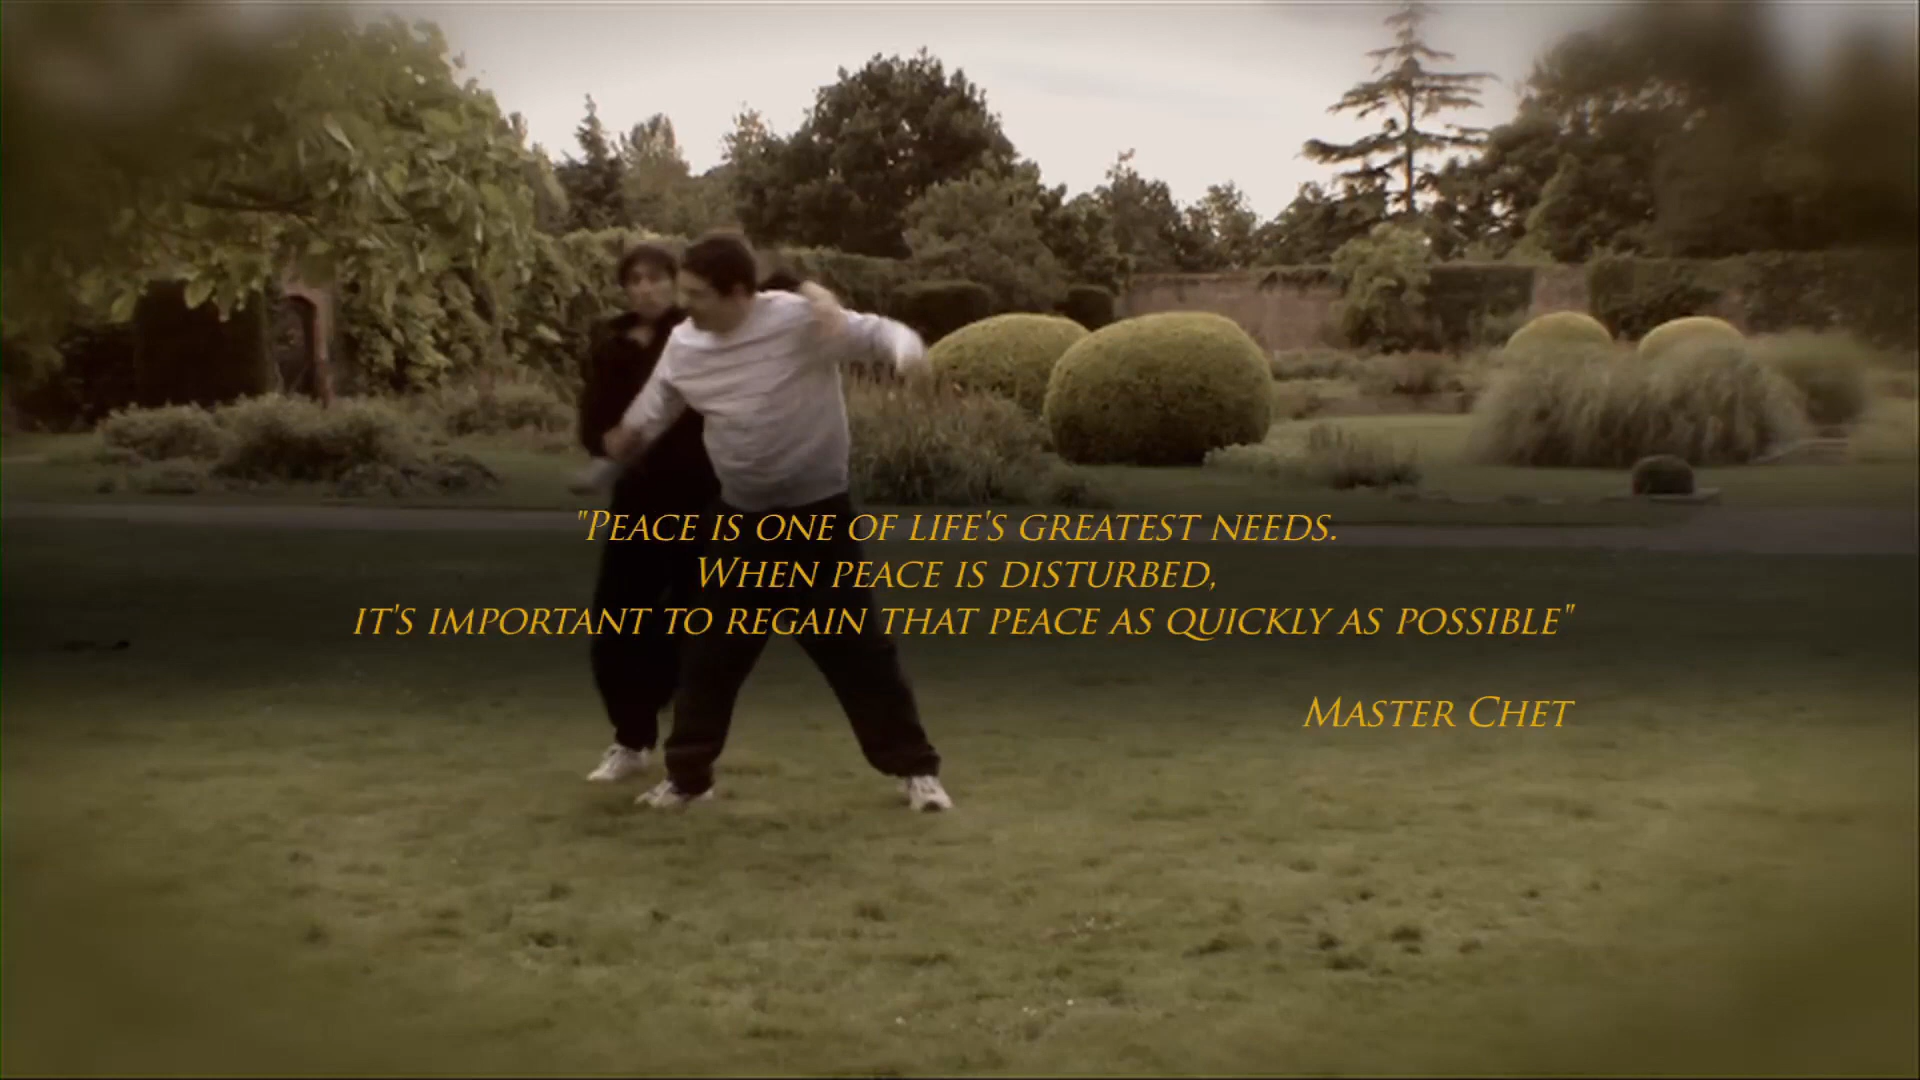 "Peace is one of life's greatest needs.
When peace is disturbed,
it's important to regain that peace as quickly as possible"
Master Chet